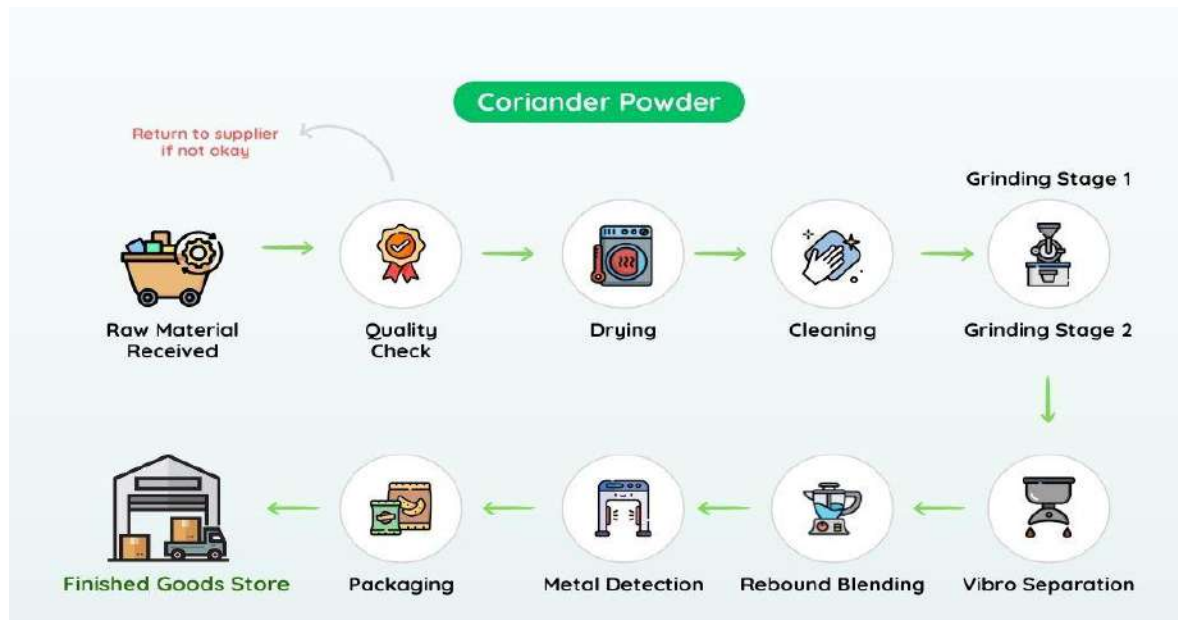 Coriander Powder
Return to supplier
if not okay
Grinding Stage 1
Raw Material
Received
Quality
Check
Drying
Cleaning
Grinding Stage 2
Finished Goods Store
Packaging
Metal Detection
Rebound Blending
Vibro Separation